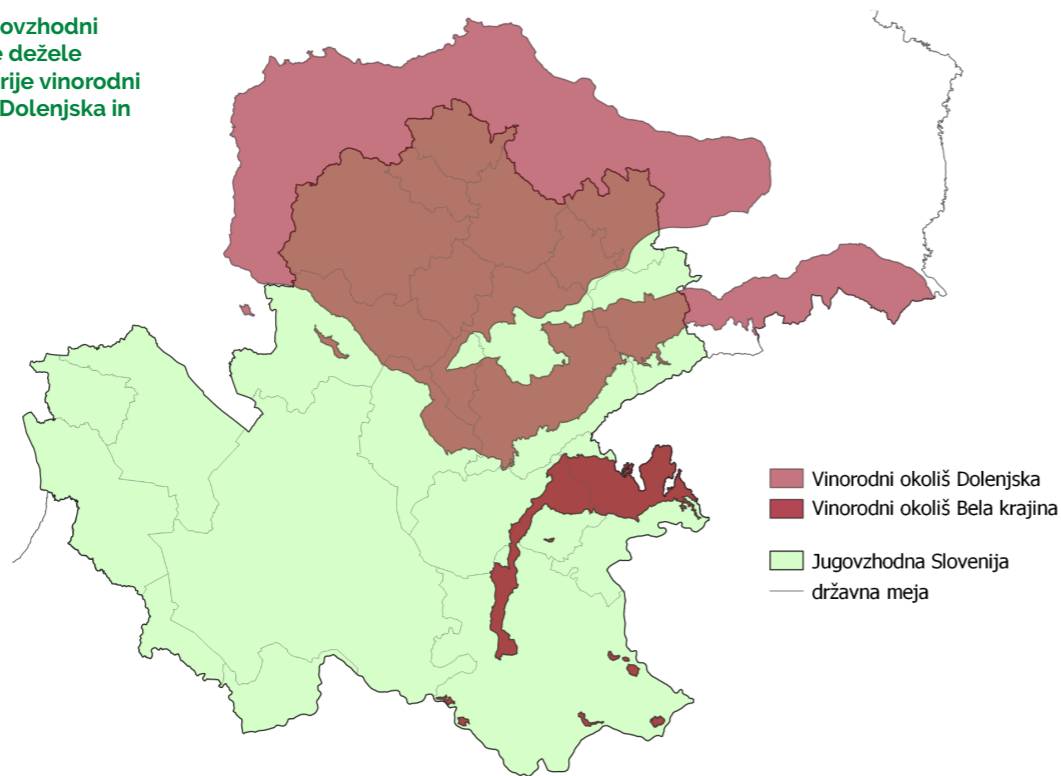 ovzhodni
dežele
rije vinorodni
Dolenjska in
Vinorodni okoliš Dolenjska
Vinorodni okoliš Bela krajina
Jugovzhodna Slovenija
državna meja